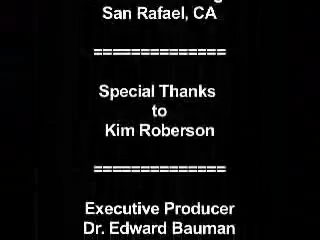 San Rafael, CA
==============
Special Thanks
to
Kim Roberson
==============
Executive Producer
Dr. Edward Bauman